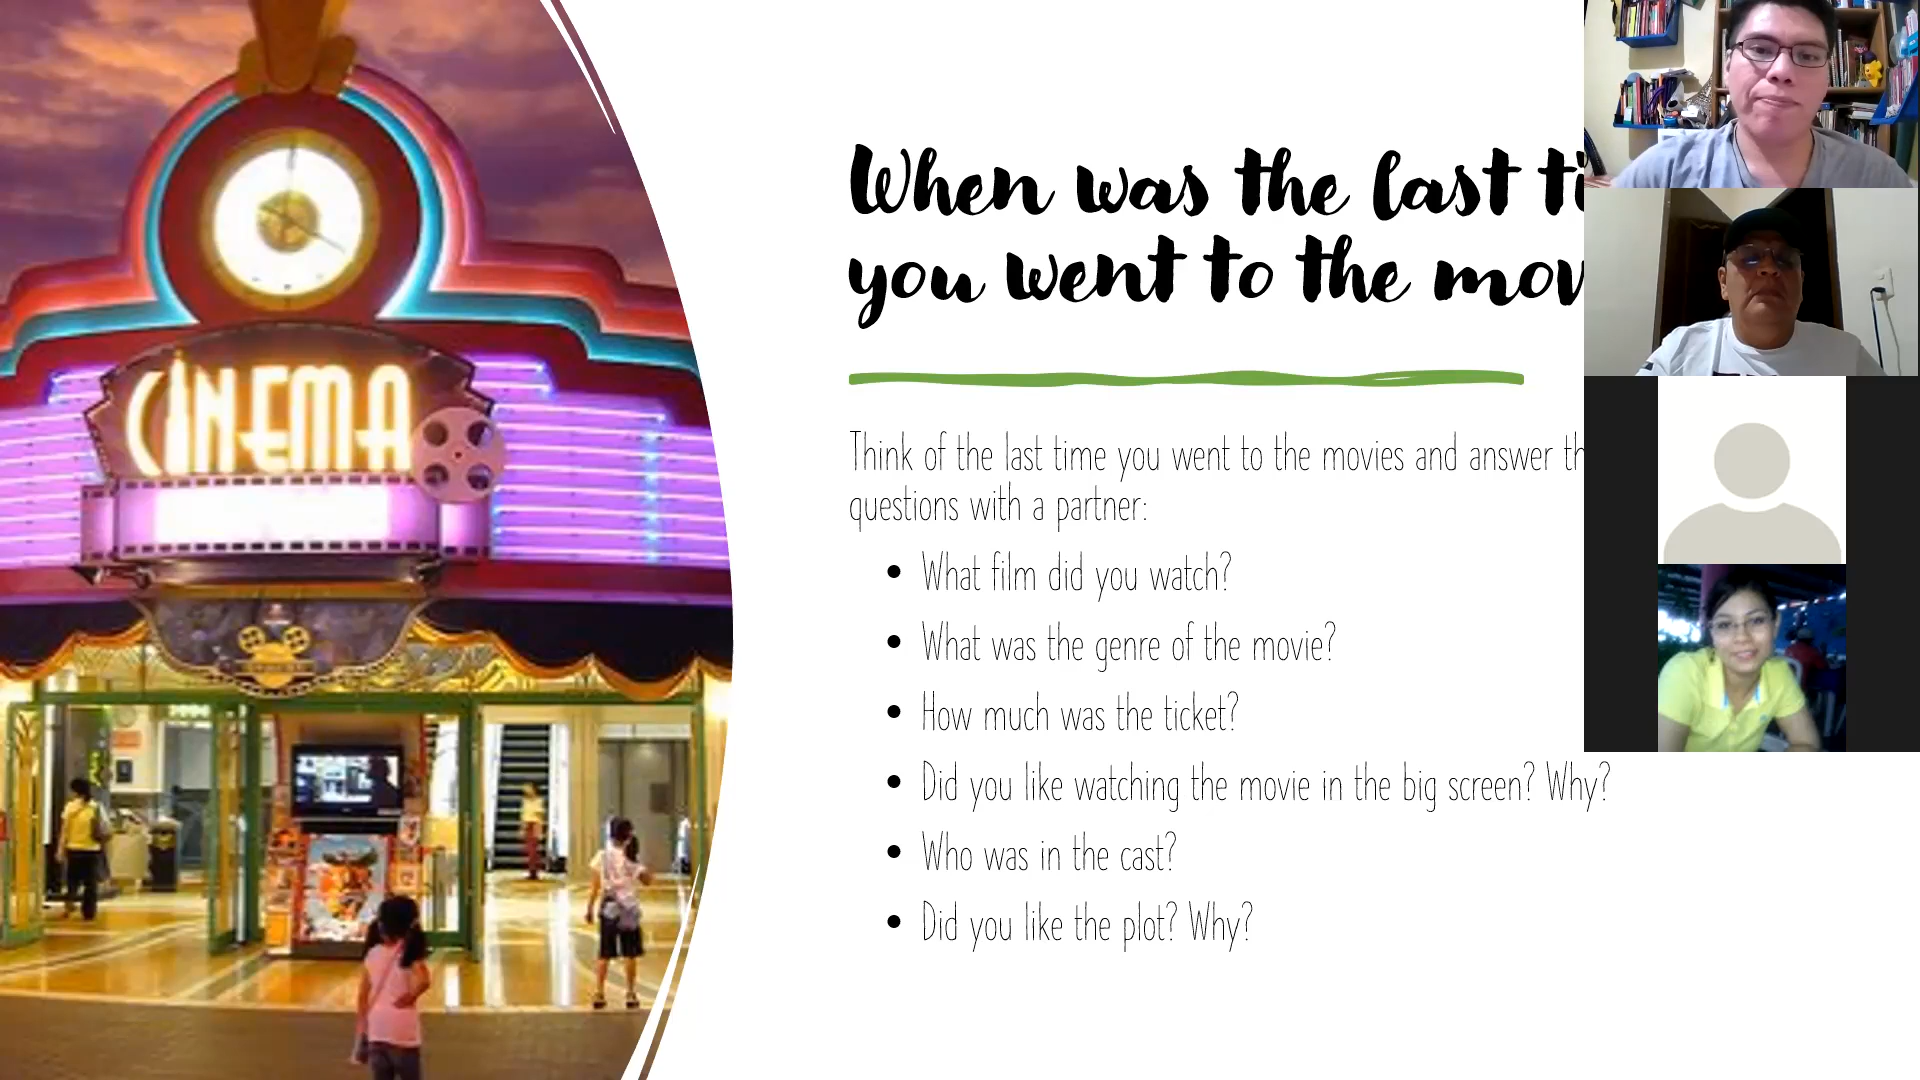 CINEMA
When was the last
you went to the
Think of the last time you went to the movies and answer
questions with a partner:
What film did you watch?
What was the genre of the movie?
How much was the ticket?
Did you like watching the movie in the big screen? Why?
Who was in the cast?
Did you like the plot? Why?